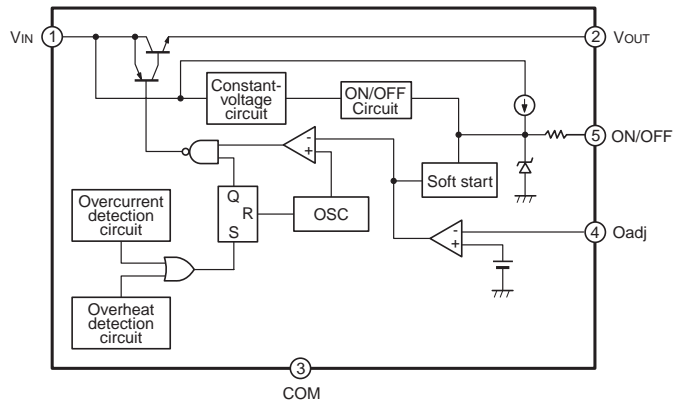 VIN 1
2 VOUT
Constant-
voltage
circuit
ON/OFF
Circuit
5 ON/OFF
-
+
Soft start
Overcurrent
detection
circuit
Q
R
S
OSC
4 Oadj
-
+
Overheat
detection
circuit
3
COM